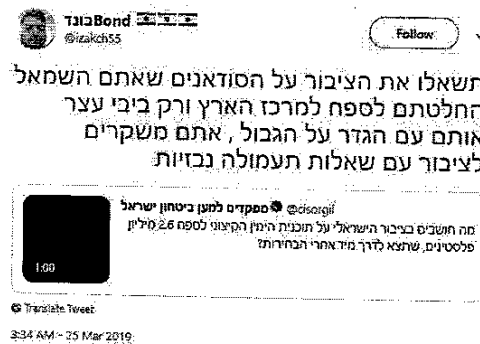 בונדBond
@izakch55
Follow
תשאלו את הציבור על הסודאנים שאתם השמאל
החלטתם לספח למרכז הארץ ורק ביבי עצר
אותם עם הגדר על הגבול , אתם משקרים
לציבור עם שאלות תעמולה נבזיות
מפקדים למען ביטחון ישראל @cisorgil
מה חושבים בציבור הישראלי על תוכנית הימין הקיצוני לספח 2.6 מיליון
פלסטינים, שתצא לדרך מיד אחרי הבחירות?
1:00
Translate Tweet
3:34 AM - 25 Mar 2019